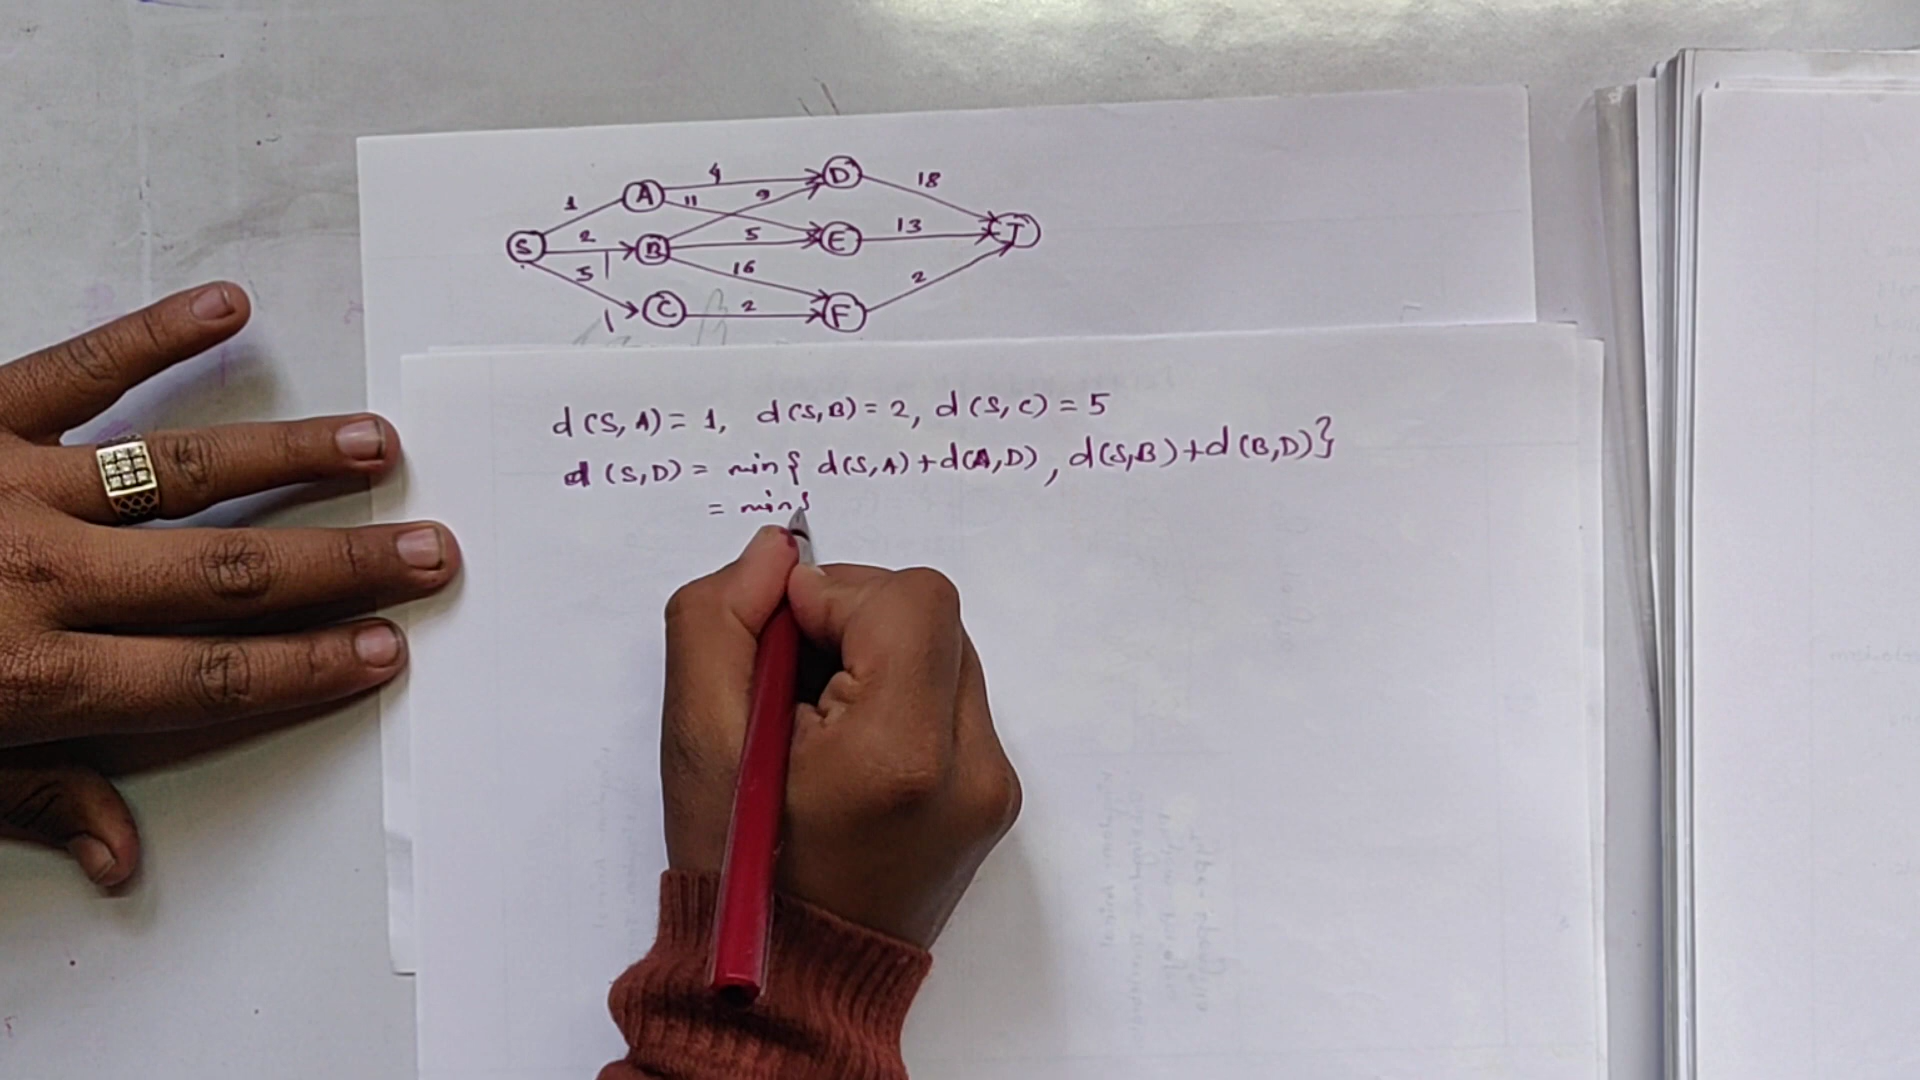 4
18
1
A
11
9
D
S
2
B
5
E
13
T
5
16
2
C
2
F
d(S,A) = 1, d(S,B) = 2, d(S,C) = 5
d(S,D) = min{ d(S,A)+d(A,D), d(S,B)+d(B,D)}
= min{